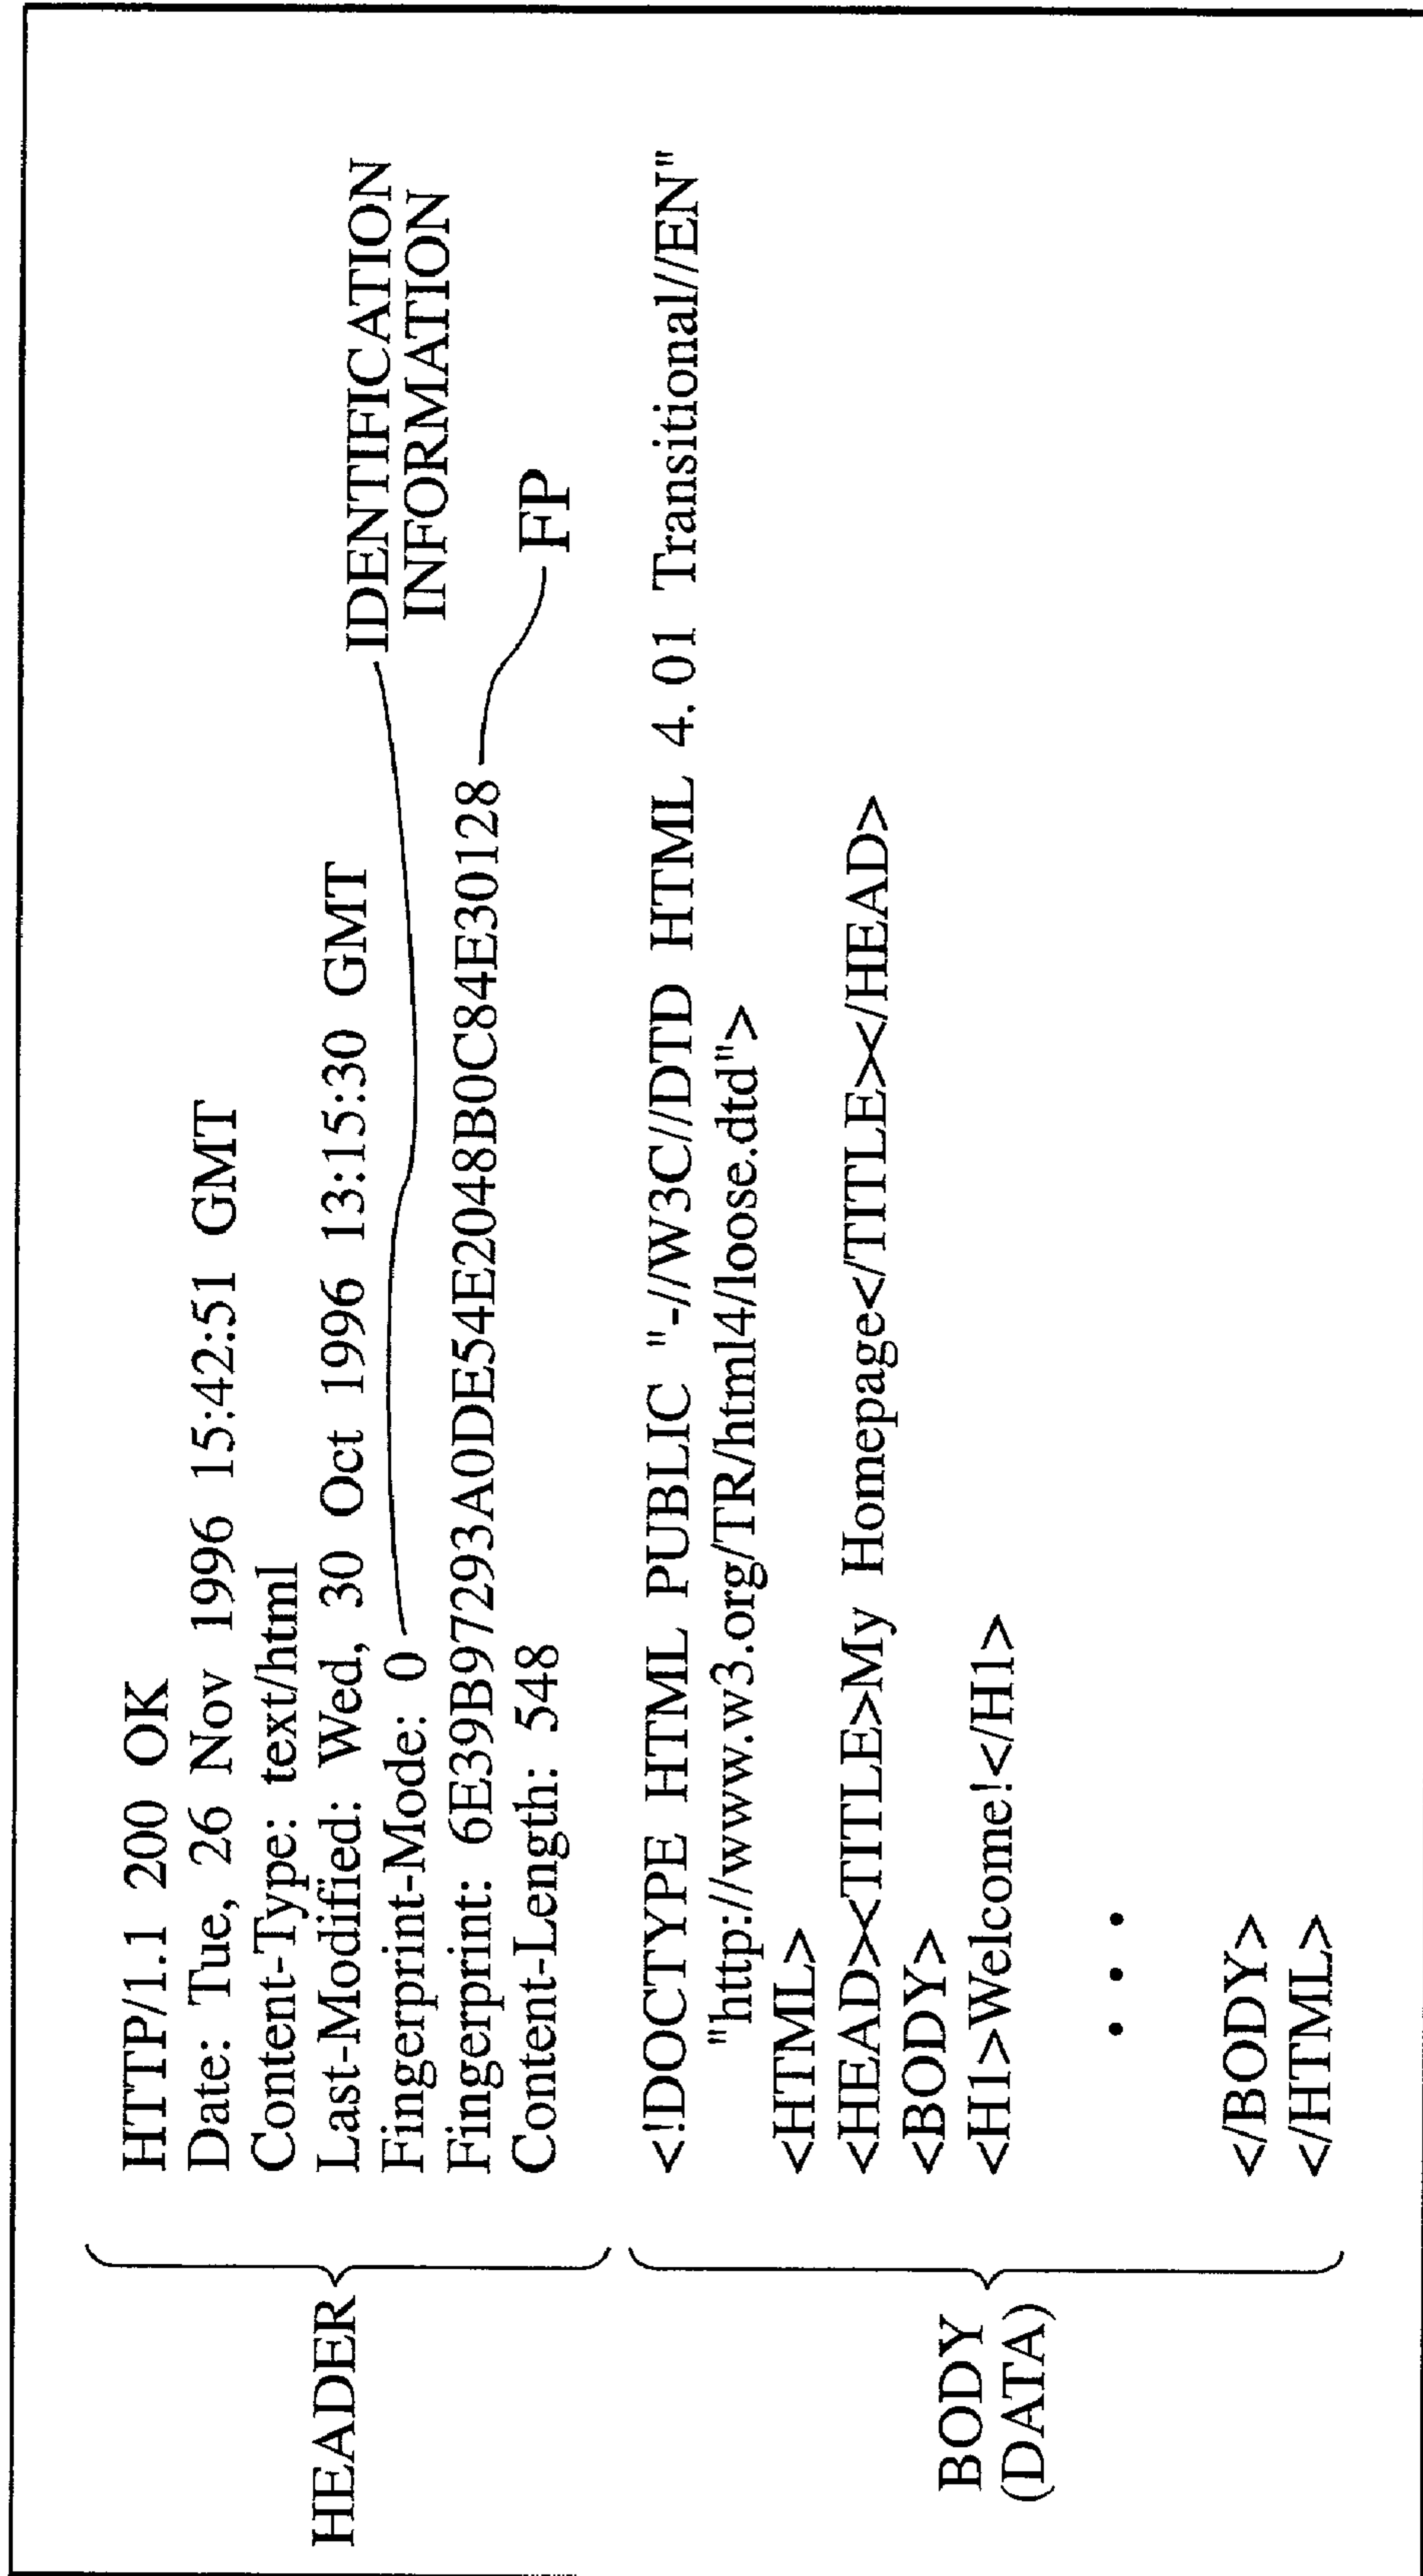 HEADER
HTTP/1.1 200 OK
Date: Tue, 26 Nov 1996 15:42:51 GMT
Content-Type: text/html
Last-Modified: Wed, 30 Oct 1996 13:15:30 GMT
Fingerprint-Mode: 0
IDENTIFICATION
INFORMATION
Fingerprint: 6E39B97293A0DE54E2048B0C84E30128
FP
Content-Length: 548
BODY
(DATA)
<!DOCTYPE HTML PUBLIC "-//W3C//DTD HTML 4. 01 Transitional//EN"
"http://www.w3.org/TR/html4/loose.dtd">
<HTML>
<HEAD><TITLE>My Homepage</TITLE></HEAD>
<BODY>
<H1>Welcome!</H1>
• • •
</BODY>
</HTML>